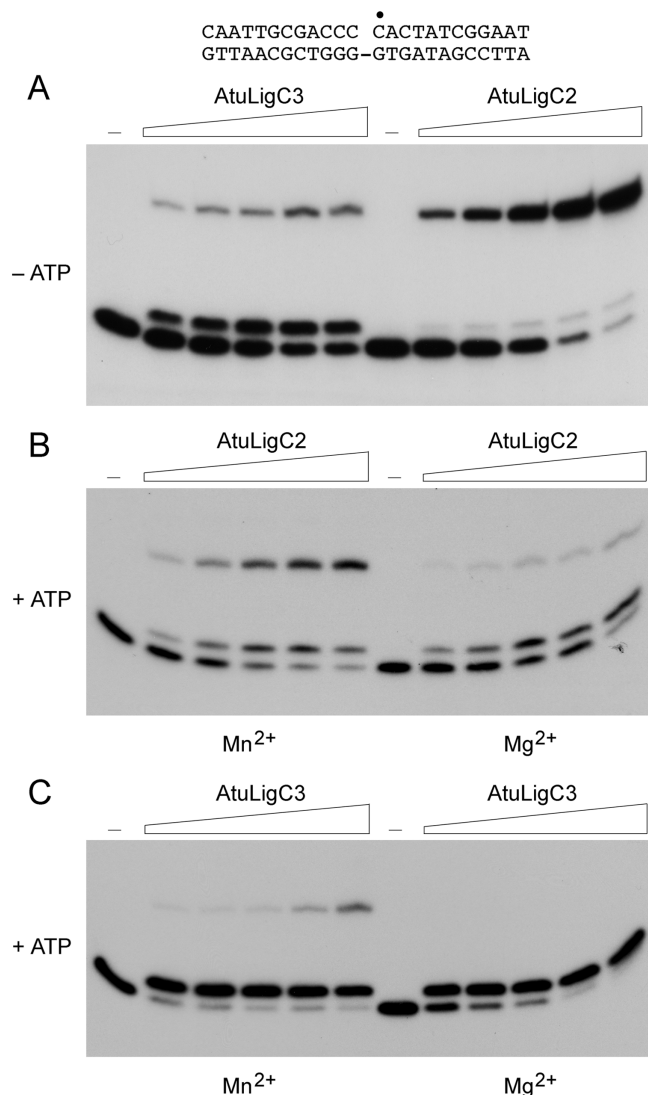 CAATTGCGACCC CACTATCGGAAT
GTTAACGCTGGG–GTGATAGCCTTA
A
AtuLigC3 AtuLigC2
– –
– ATP
B
AtuLigC2 AtuLigC2
– –
+ ATP
Mn2+ Mg2+
C
AtuLigC3 AtuLigC3
– –
+ ATP
Mn2+ Mg2+